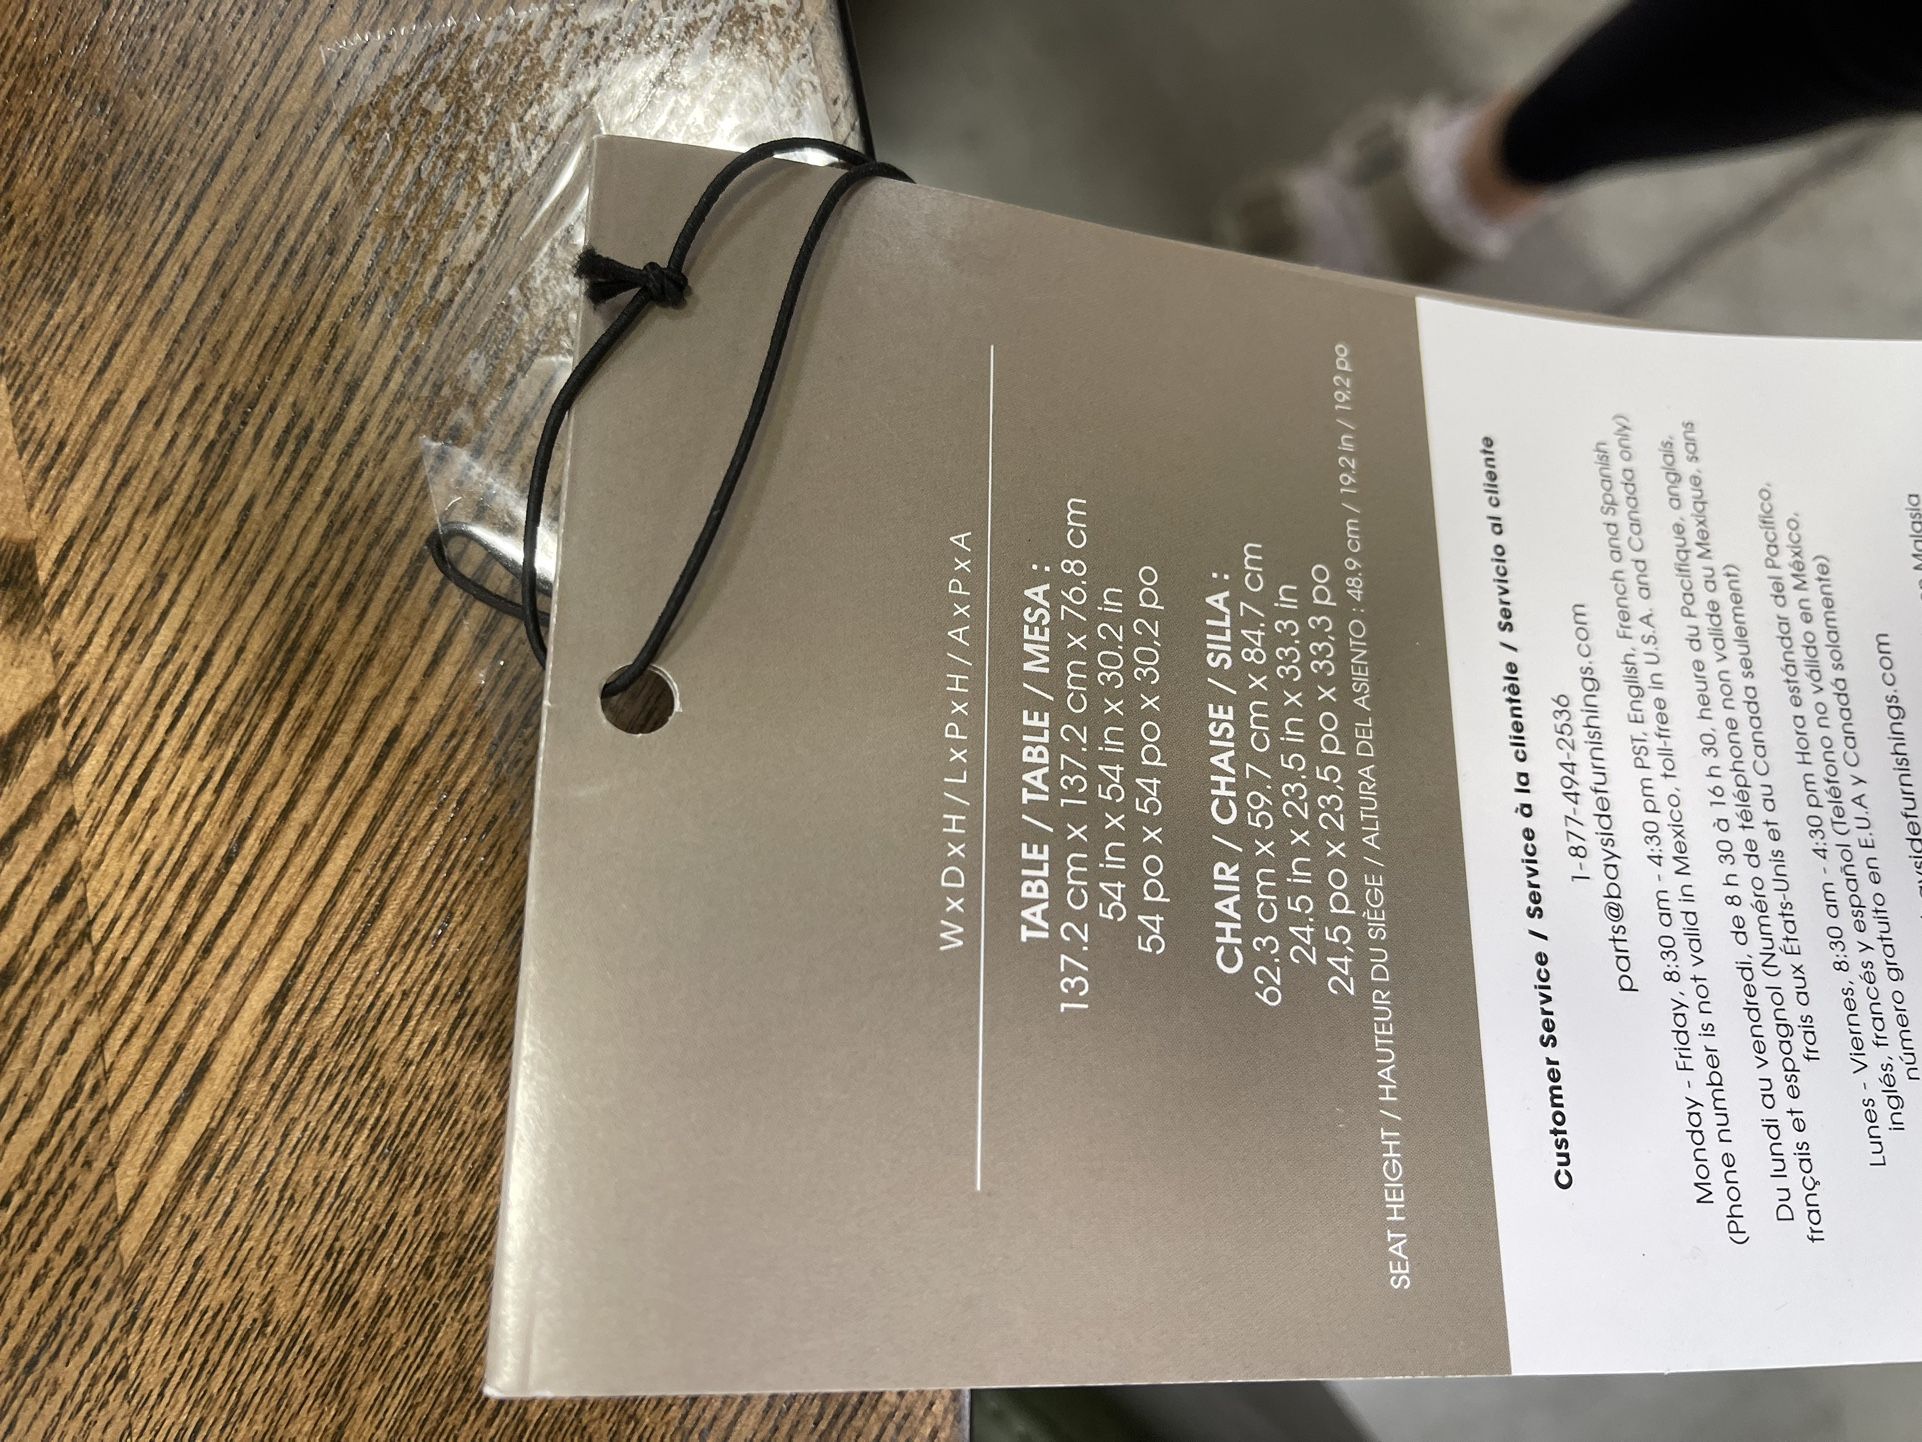 W x D x H / L x P x H / A x P x A
TABLE / TABLE / MESA :
137.2 cm x 137.2 cm x 76.8 cm
54 in x 54 in x 30.2 in
54 po x 54 po x 30,2 po
CHAIR / CHAISE / SILLA :
62.3 cm x 59.7 cm x 84.7 cm
24.5 in x 23.5 in x 33.3 in
24,5 po x 23,5 po x 33,3 po
SEAT HEIGHT / HAUTEUR DU SIÈGE / ALTURA DEL ASIENTO : 48.9 cm / 19.2 in / 19.2 po
Customer Service / Service à la clientèle / Servicio al cliente
1-877-494-2536
parts@baysidefurnishings.com
Monday - Friday, 8:30 am - 4:30 pm PST, English, French and Spanish
(Phone number is not valid in Mexico, toll-free in U.S.A. and Canada only)
Du lundi au vendredi, de 8 h 30 à 16 h 30, heure du Pacifique, anglais,
français et espagnol (Numéro de téléphone non valide au Mexique, sans
frais aux États-Unis et au Canada seulement)
Lunes - Viernes, 8:30 am - 4:30 pm Hora estándar del Pacífico,
inglés, francés y español (Teléfono no válido en México,
número gratuito en E.U.A y Canadá solamente)
baysidefurnishings.com
Malasia